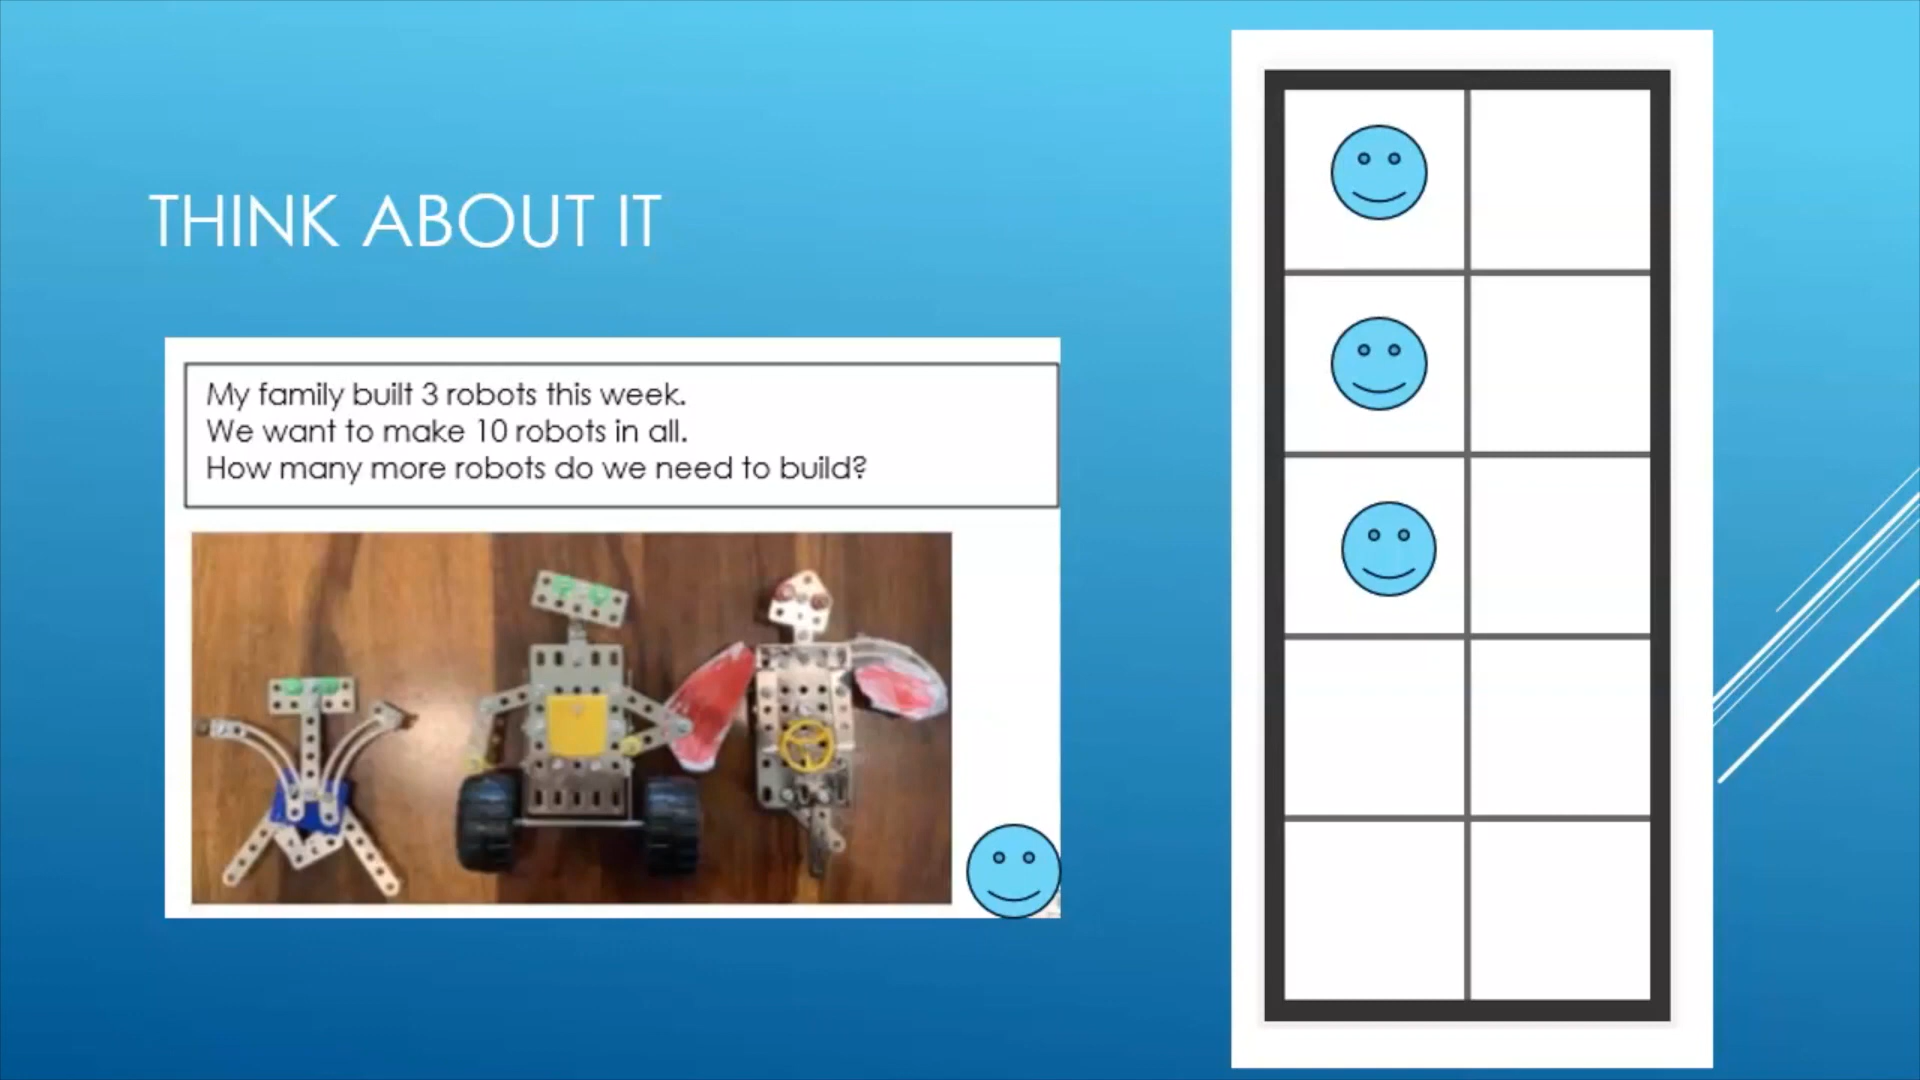 THINK ABOUT IT
My family built 3 robots this week.
We want to make 10 robots in all.
How many more robots do we need to build?